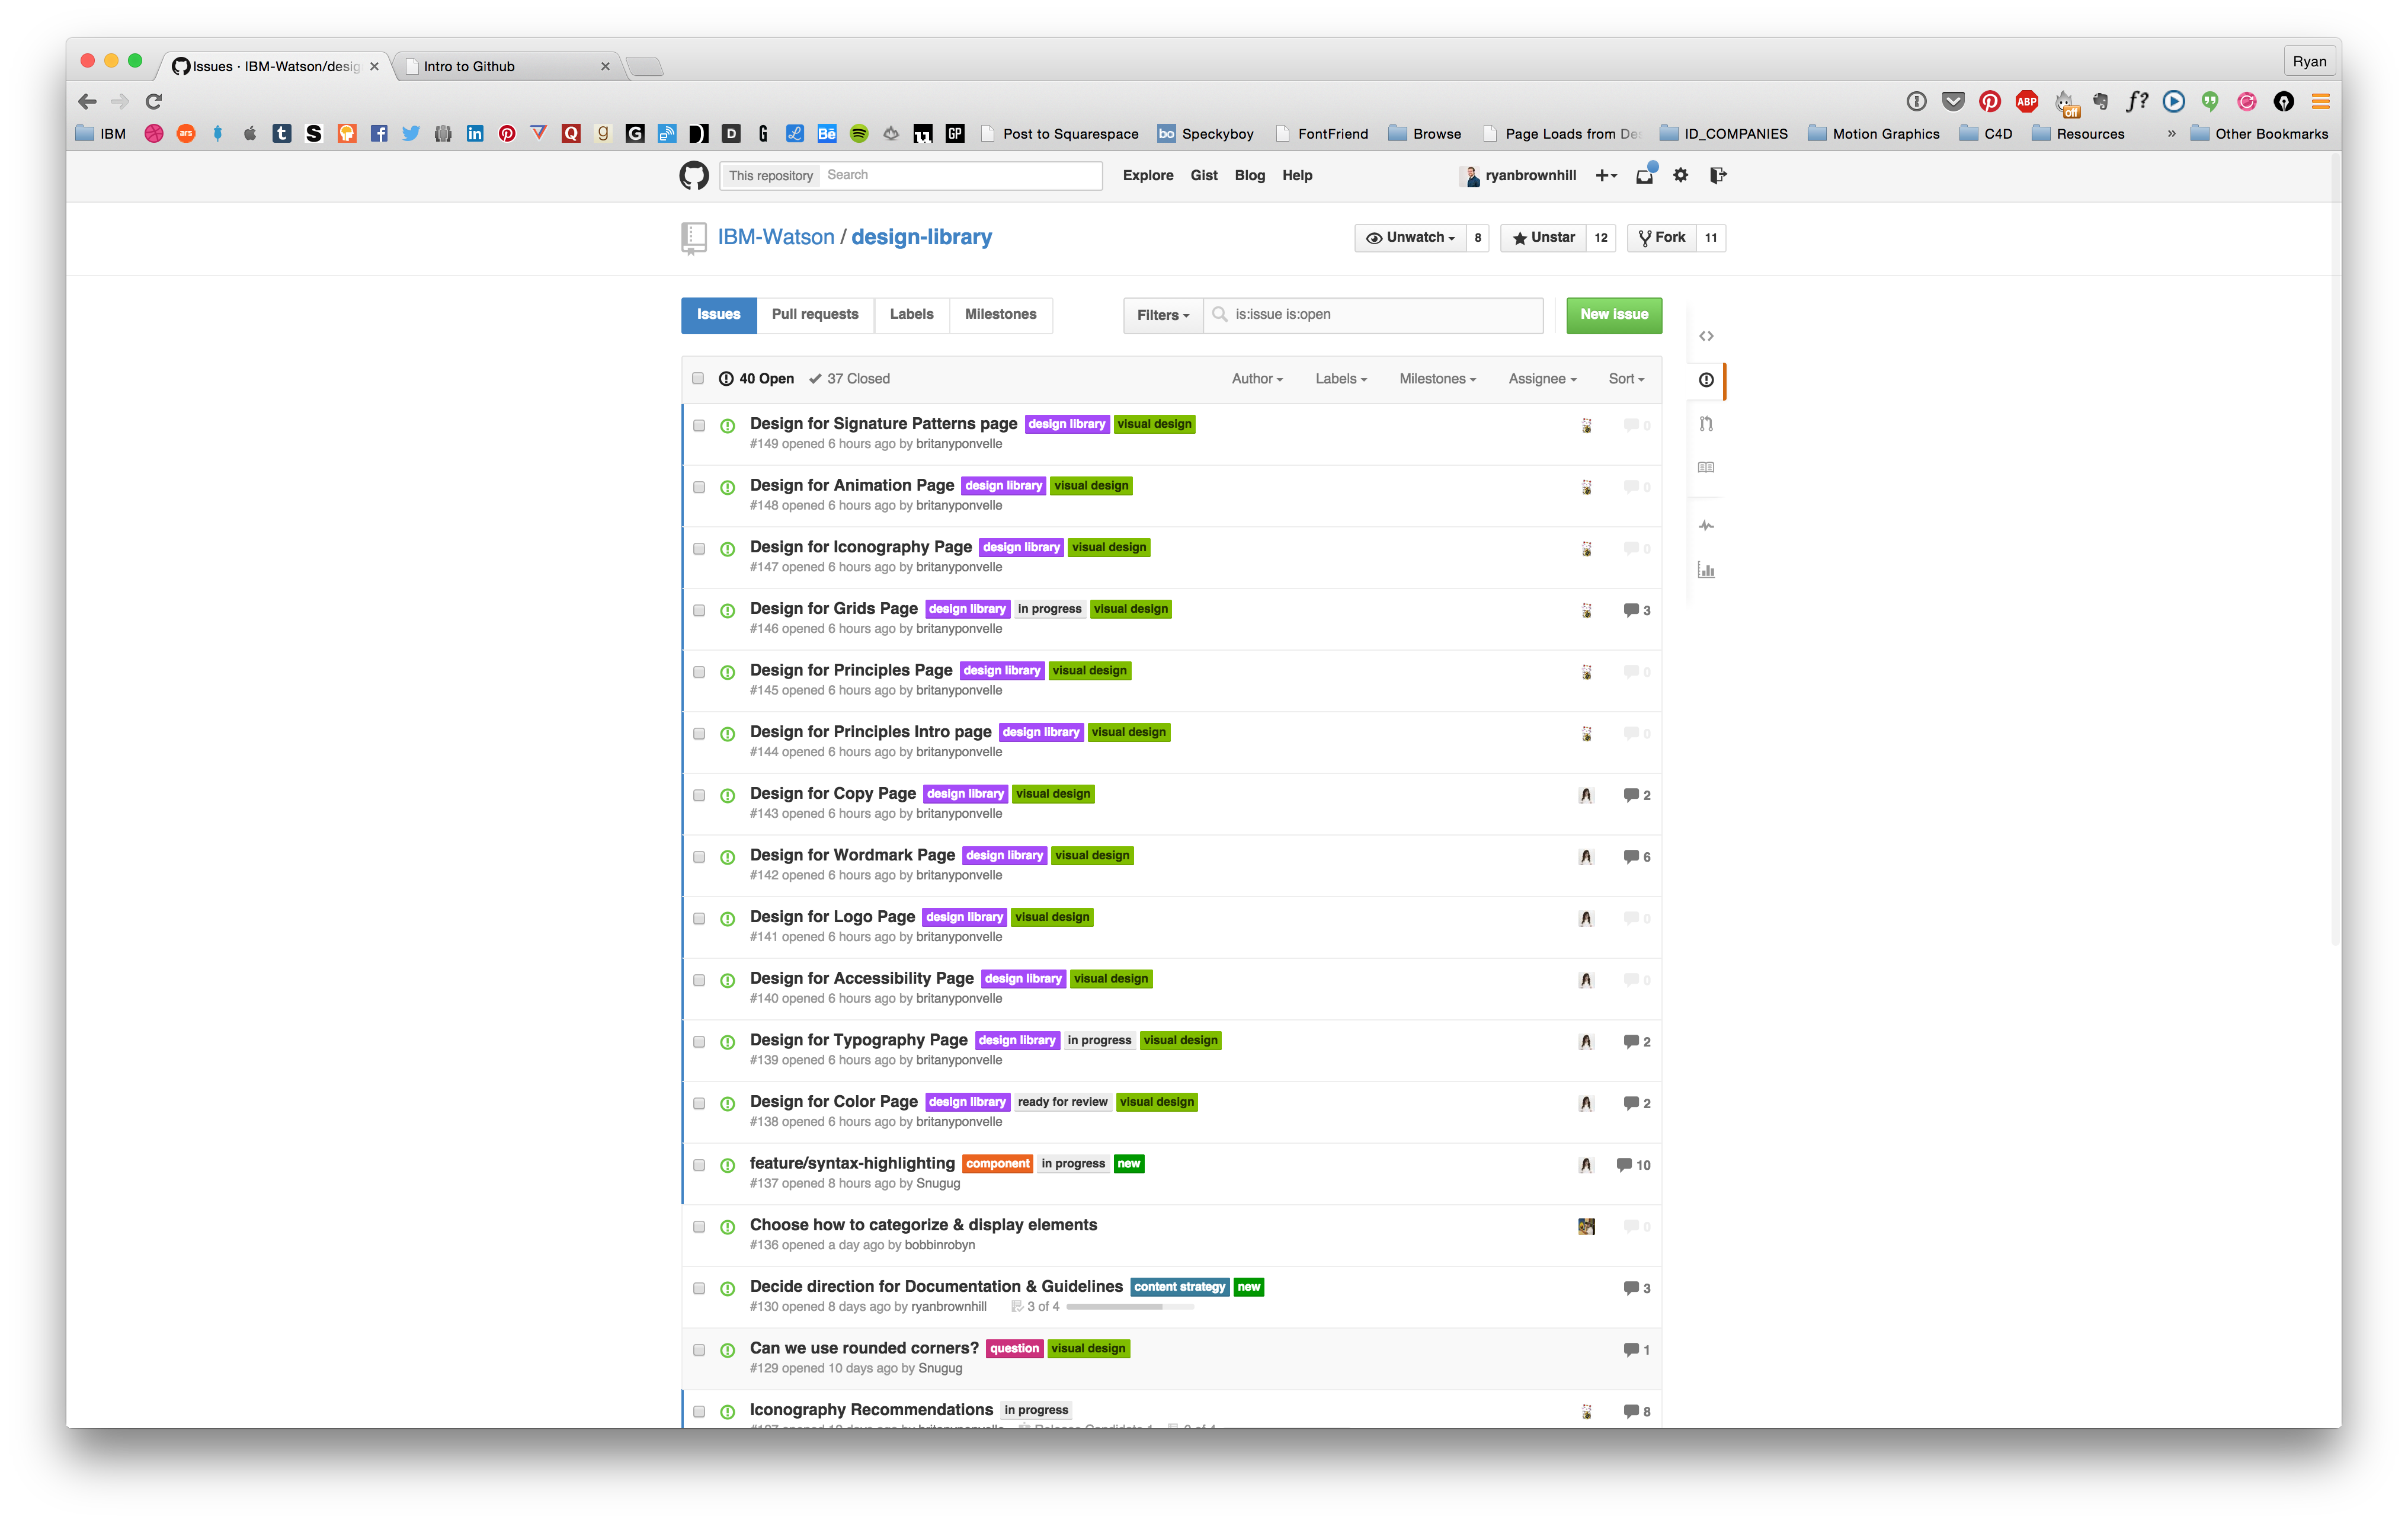 Issues · IBM-Watson/desig
Intro to Github
Ryan
ABP
off
f?
IBM
ars
t
S
f
in
Q
g
G
D
G
Bē
GP
Post to Squarespace
bo
Speckyboy
FontFriend
Browse
Page Loads from De
ID_COMPANIES
Motion Graphics
C4D
Resources
»
Other Bookmarks
This repository
Search
Explore
Gist
Blog
Help
ryanbrownhill
IBM-Watson / design-library
Unwatch 8
Unstar 12
Fork 11
Issues
Pull requests
Labels
Milestones
Filters
is:issue is:open
New issue
40 Open
37 Closed
Author
Labels
Milestones
Assignee
Sort
Design for Signature Patterns page design library visual design 0
#149 opened 6 hours ago by britanyponvelle
Design for Animation Page design library visual design 0
#148 opened 6 hours ago by britanyponvelle
Design for Iconography Page design library visual design 0
#147 opened 6 hours ago by britanyponvelle
Design for Grids Page design library in progress visual design 3
#146 opened 6 hours ago by britanyponvelle
Design for Principles Page design library visual design 0
#145 opened 6 hours ago by britanyponvelle
Design for Principles Intro page design library visual design 0
#144 opened 6 hours ago by britanyponvelle
Design for Copy Page design library visual design 2
#143 opened 6 hours ago by britanyponvelle
Design for Wordmark Page design library visual design 6
#142 opened 6 hours ago by britanyponvelle
Design for Logo Page design library visual design 0
#141 opened 6 hours ago by britanyponvelle
Design for Accessibility Page design library visual design 0
#140 opened 6 hours ago by britanyponvelle
Design for Typography Page design library in progress visual design 2
#139 opened 6 hours ago by britanyponvelle
Design for Color Page design library ready for review visual design 2
#138 opened 6 hours ago by britanyponvelle
feature/syntax-highlighting component in progress new 10
#137 opened 8 hours ago by Snugug
Choose how to categorize & display elements 0
#136 opened a day ago by bobbinrobyn
Decide direction for Documentation & Guidelines content strategy new 3
#130 opened 8 days ago by ryanbrownhill 3 of 4
Can we use rounded corners? question visual design 1
#129 opened 10 days ago by Snugug
Iconography Recommendations in progress 8